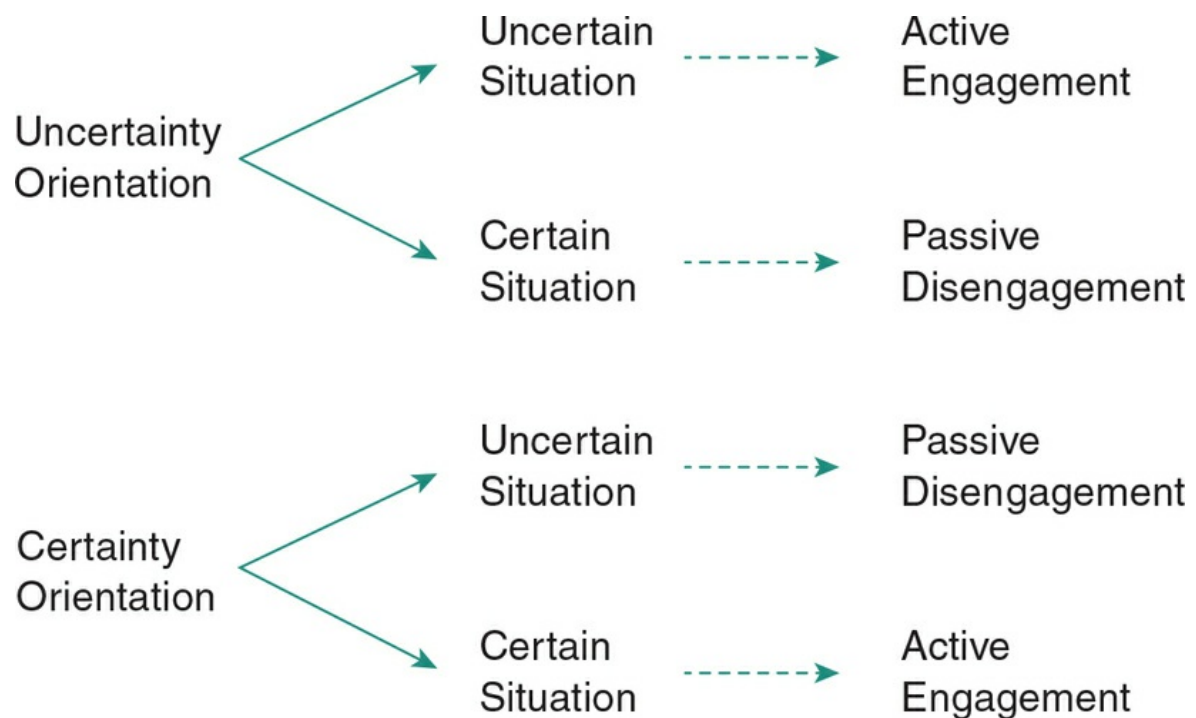 Uncertain
Situation
Active
Engagement
Uncertainty
Orientation
Certain
Situation
Passive
Disengagement
Uncertain
Situation
Passive
Disengagement
Certainty
Orientation
Certain
Situation
Active
Engagement